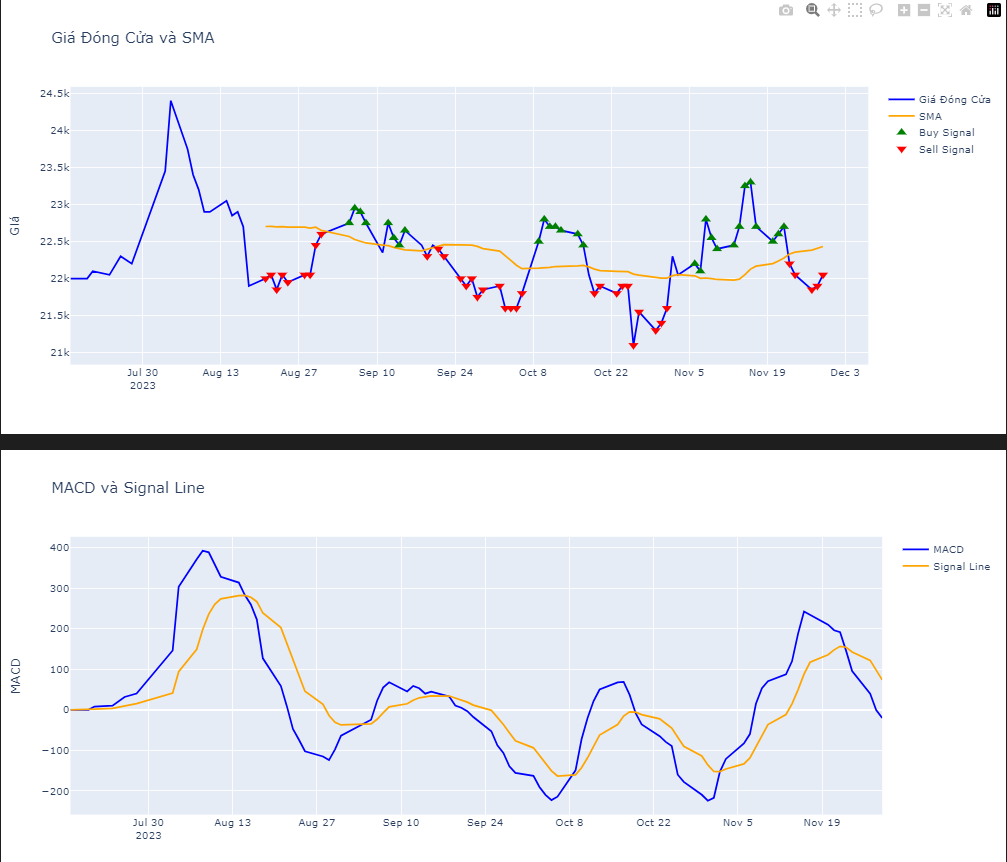 Giá Đóng Cửa và SMA
24.5k
24k
23.5k
23k
22.5k
22k
21.5k
21k
Giá
Jul 30
2023
Aug 13
Aug 27
Sep 10
Sep 24
Oct 8
Oct 22
Nov 5
Nov 19
Dec 3
Giá Đóng Cửa
SMA
Buy Signal
Sell Signal
MACD và Signal Line
400
300
200
100
0
−100
−200
MACD
Jul 30
2023
Aug 13
Aug 27
Sep 10
Sep 24
Oct 8
Oct 22
Nov 5
Nov 19
MACD
Signal Line